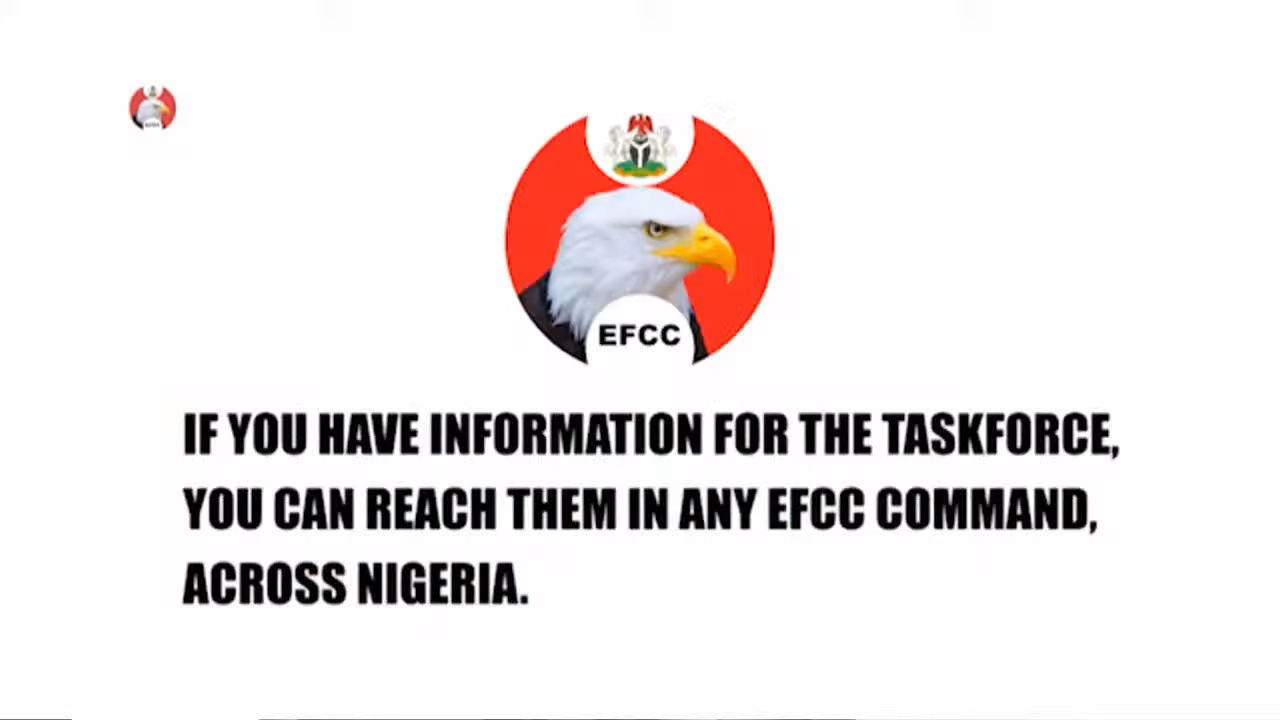 EFCC
IF YOU HAVE INFORMATION FOR THE TASKFORCE,
YOU CAN REACH THEM IN ANY EFCC COMMAND,
ACROSS NIGERIA.